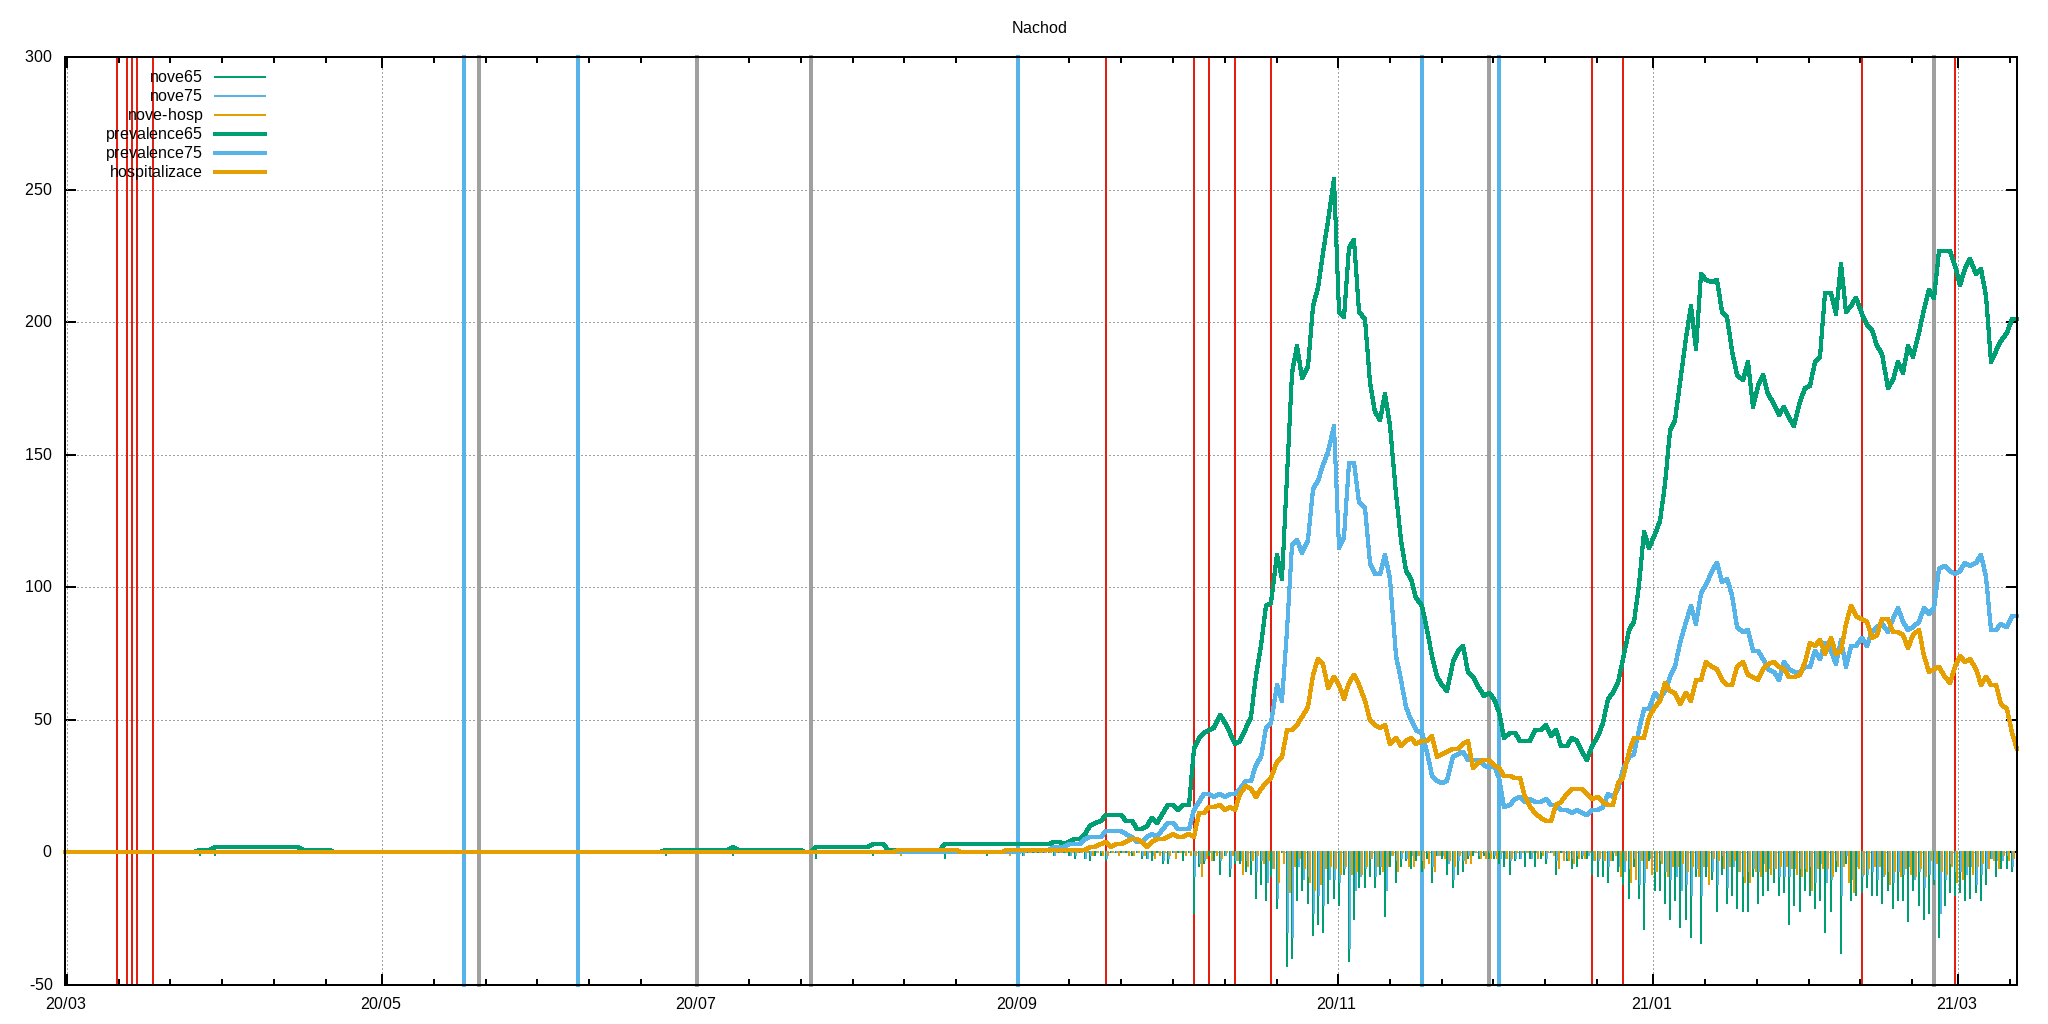 Nachod
300
250
200
150
100
50
0
-50
nove65
nove75
nove-hosp
prevalence65
prevalence75
hospitalizace
20/03 20/05 20/07 20/09 20/11 21/01 21/03